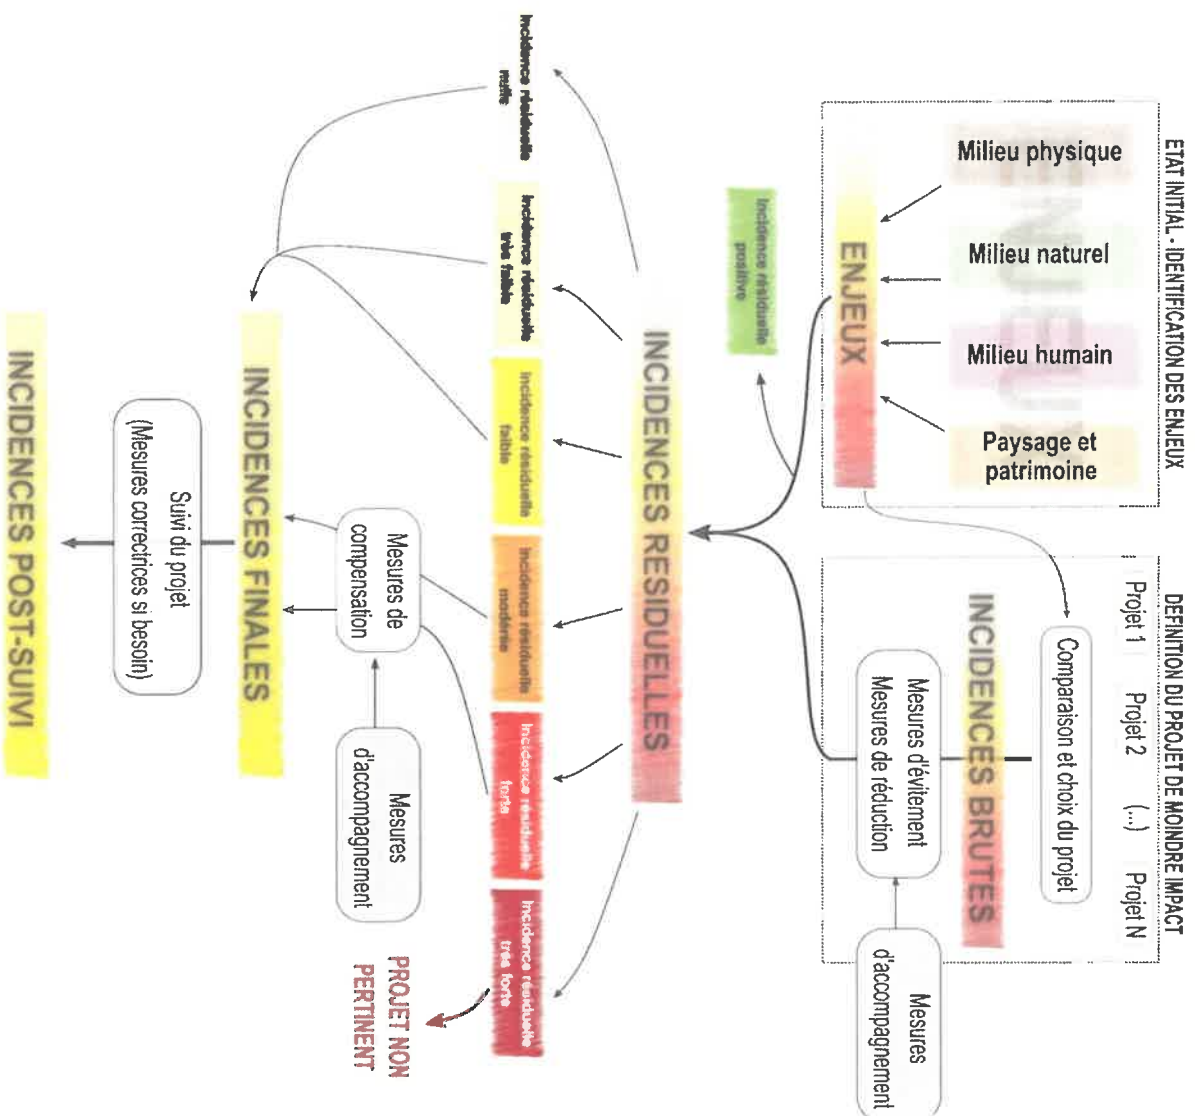 ETAT INITIAL - IDENTIFICATION DES ENJEUX
ENJEUX
Milieu physique
Milieu naturel
Milieu humain
Paysage et
patrimoine
ENJEUX
DEFINITION DU PROJET DE MOINDRE IMPACT
Projet 1
Projet 2
(...)
Projet N
Comparaison et choix du projet
INCIDENCES BRUTES
Mesures d'évitement
Mesures de réduction
Mesures
d'accompagnement
Incidence résiduelle
positive
INCIDENCES RESIDUELLES
Incidence résiduelle
nulle
Incidence résiduelle
très faible
Incidence résiduelle
faible
Incidence résiduelle
modérée
Incidence résiduelle
forte
Incidence résiduelle
très forte
PROJET NON
PERTINENT
Mesures de
compensation
Mesures
d'accompagnement
INCIDENCES FINALES
Suivi du projet
(Mesures correctrices si besoin)
INCIDENCES POST-SUIVI